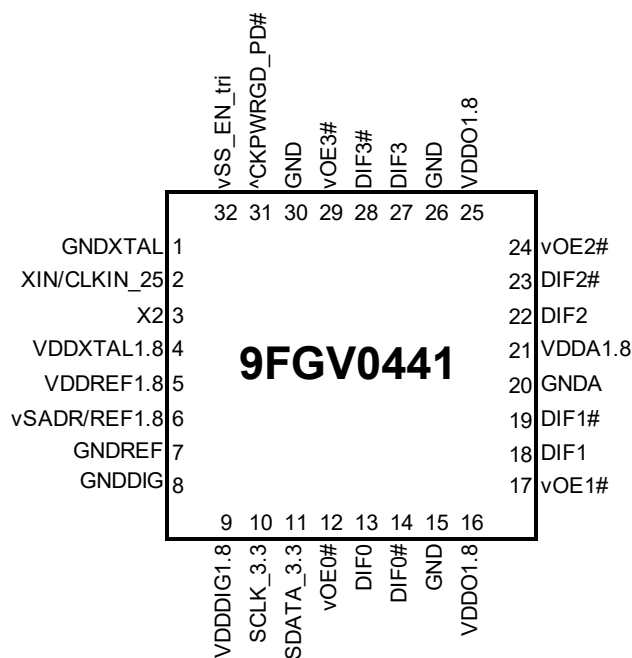 vSS_EN_tri
^CKPWRGD_PD#
GND
vOE3#
DIF3#
DIF3
GND
VDDO1.8
32 31 30 29 28 27 26 25
GNDXTAL 1
XIN/CLKIN_25 2
X2 3
VDDXTAL1.8 4
VDDREF1.8 5
vSADR/REF1.8 6
GNDREF 7
GNDDIG 8
9FGV0441
24 vOE2#
23 DIF2#
22 DIF2
21 VDDA1.8
20 GNDA
19 DIF1#
18 DIF1
17 vOE1#
9 10 11 12 13 14 15 16
VDDDIG1.8
SCLK_3.3
SDATA_3.3
vOE0#
DIF0
DIF0#
GND
VDDO1.8